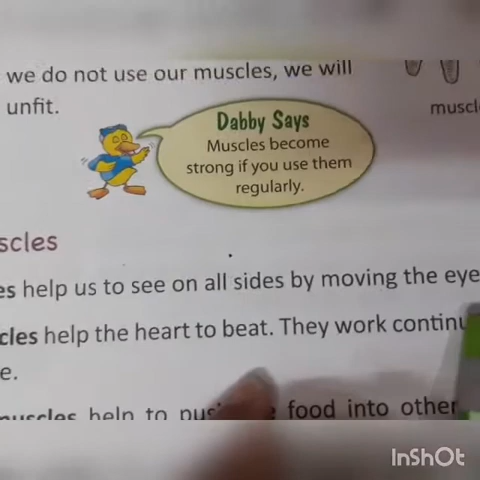 we do not use our muscles, we will
unfit.
muscl
Dabby Says
Muscles become
strong if you use them
regularly.
scles
es help us to see on all sides by moving the eye
cles help the heart to beat. They work continu
e.
muscles help to pus food into other
InShOt